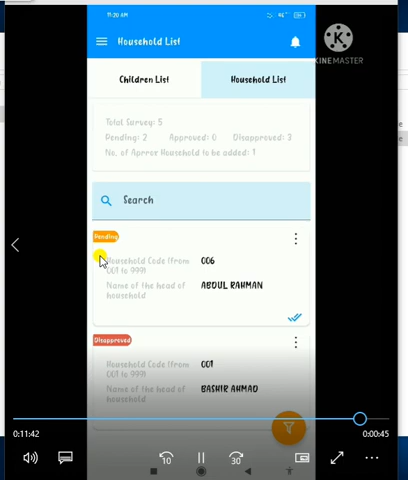 11:20 AM
Household List
K
KINEMASTER
Children List
Household List
Total Survey: 5
Pending: 2 Approved: 0 Disapproved: 3
No. of Approx Household to be added: 1
Search
Pending
Household Code (from 001 006
001 to 999)
Name of the head of ABDUL RAHMAN
household
Disapproved
Household Code (from 001
001 to 999)
Name of the head of BASHIR AHMAD
household
0:11:42
0:00:45
10
30